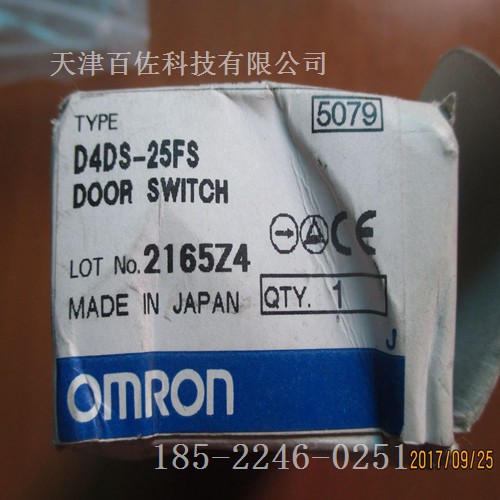 天津百佐科技有限公司
5079
TYPE
D4DS-25FS
DOOR SWITCH
CE
LOT No. 2165Z4
MADE IN JAPAN
QTY. 1
J
OMRON
185-2246-0251
2017/09/25